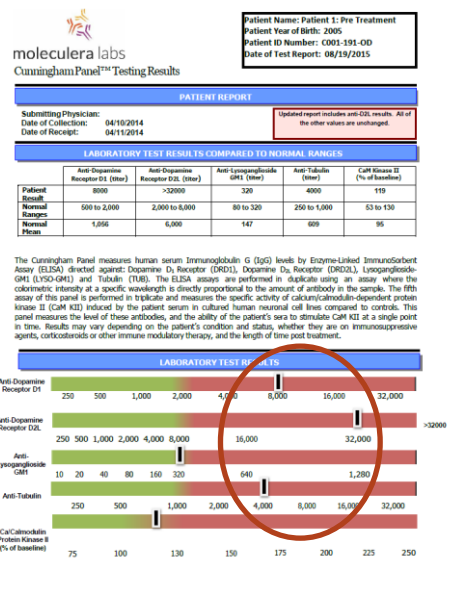 Patient Name: Patient 1: Pre Treatment
Patient Year of Birth: 2005
Patient ID Number: C001-191-OD
Date of Test Report: 08/19/2015
moleculera labs
Cunningham Panel™ Testing Results
PATIENT REPORT
Submitting Physician:
Date of Collection: 04/10/2014
Date of Receipt: 04/11/2014
Updated report includes anti-D2L results. All of
the other values are unchanged.
LABORATORY TEST RESULTS COMPARED TO NORMAL RANGES
Anti-Dopamine Receptor D1 (titer) Anti-Dopamine Receptor D2L (titer) Anti-Lysoganglioside GM1 (titer) Anti-Tubulin (titer) CaM Kinase II (% of baseline)
Patient Result 8000 >32000 320 4000 119
Normal Ranges 500 to 2,000 2,000 to 8,000 80 to 320 250 to 1,000 53 to 130
Normal Mean 1,056 6,000 147 609 95
The Cunningham Panel measures human serum Immunoglobulin G (IgG) levels by Enzyme-Linked ImmunoSorbent
Assay (ELISA) directed against: Dopamine D₁ Receptor (DRD1), Dopamine D₂L Receptor (DRD2L), Lysoganglioside-
GM1 (LYSO-GM1) and Tubulin (TUB). The ELISA assays are performed in duplicate using an assay where the
colorimetric intensity at a specific wavelength is directly proportional to the amount of antibody in the sample. The fifth
assay of this panel is performed in triplicate and measures the specific activity of calcium/calmodulin-dependent protein
kinase II (CaM KII) induced by the patient serum in cultured human neuronal cell lines compared to controls. This
panel measures the level of these antibodies, and the ability of the patient's sera to stimulate CaM KII at a single point
in time. Results may vary depending on the patient's condition and status, whether they are on immunosuppressive
agents, corticosteroids or other immune modulatory therapy, and the length of time post treatment.
LABORATORY TEST RESULTS
Anti-Dopamine
Receptor D1
250 500 1,000 2,000 4,000 8,000 16,000 32,000
nti-Dopamine
Receptor D2L
>32000
250 500 1,000 2,000 4,000 8,000 16,000 32,000
Anti-
ysoganglioside
GM1
10 20 40 80 160 320 640 1,280
Anti-Tubulin
250 500 1,000 2,000 4,000 8,000 16,000 32,000
Ca/Calmodulin
Protein Kinase II
(% of baseline)
75 100 130 150 175 200 225 250